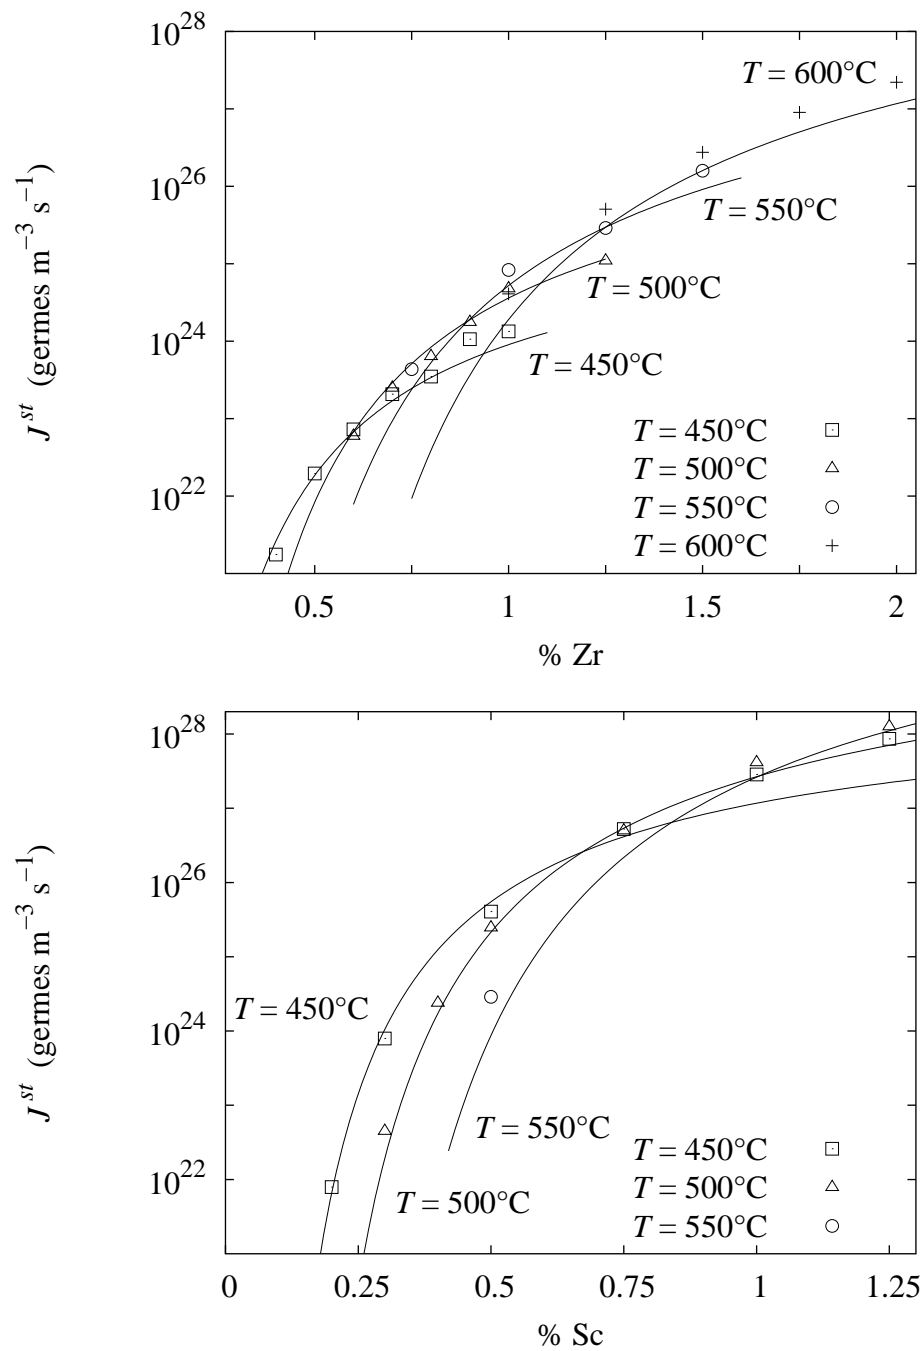 10^28
10^26
10^24
10^22
J^st (germes m^−3 s^−1)
T = 600°C
T = 550°C
T = 500°C
T = 450°C
T = 450°C
T = 500°C
T = 550°C
T = 600°C
0.5 1 1.5 2
% Zr
10^28
10^26
10^24
10^22
J^st (germes m^−3 s^−1)
T = 450°C
T = 550°C
T = 500°C
T = 450°C
T = 500°C
T = 550°C
0 0.25 0.5 0.75 1 1.25
% Sc